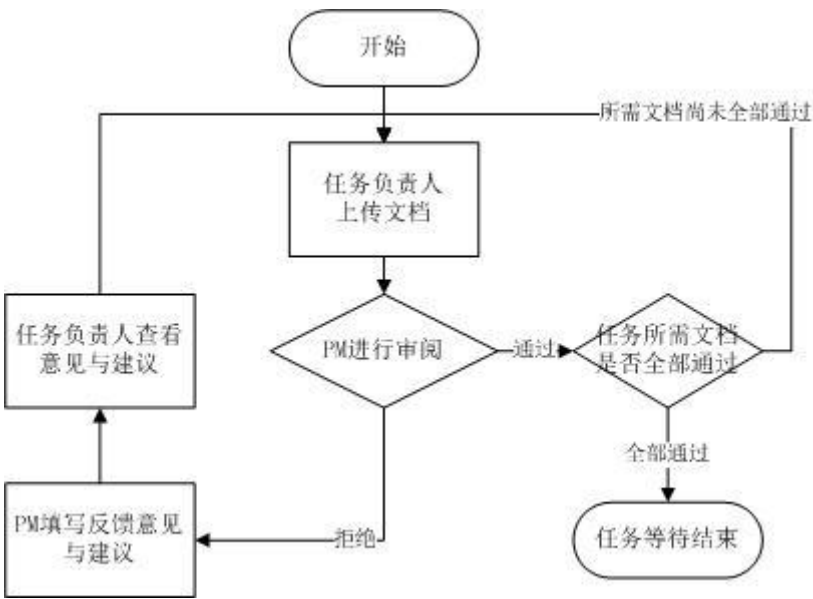 开始
所需文档尚未全部通过
任务负责人
上传文档
任务负责人查看
意见与建议
PM进行审阅
通过
任务所需文档
是否全部通过
全部通过
PM填写反馈意见
与建议
拒绝
任务等待结束